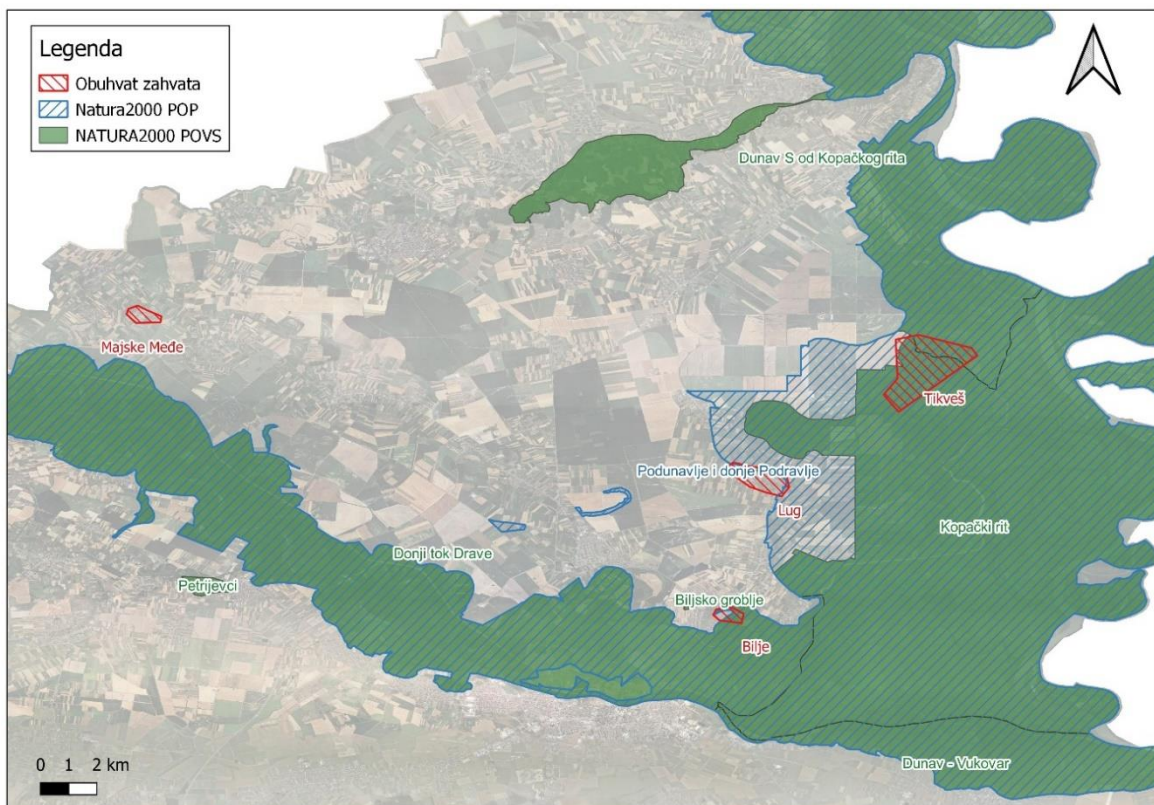 Legenda
Obuhvat zahvata
Natura2000 POP
NATURA2000 POVS
Dunav S od Kopačkog rita
Majske Međe
Tikveš
Podunavlje i donje Podravlje
Lug
Kopački rit
Donji tok Drave
Petrijevci
Biljsko groblje
Bilje
Dunav - Vukovar
0 1 2 km